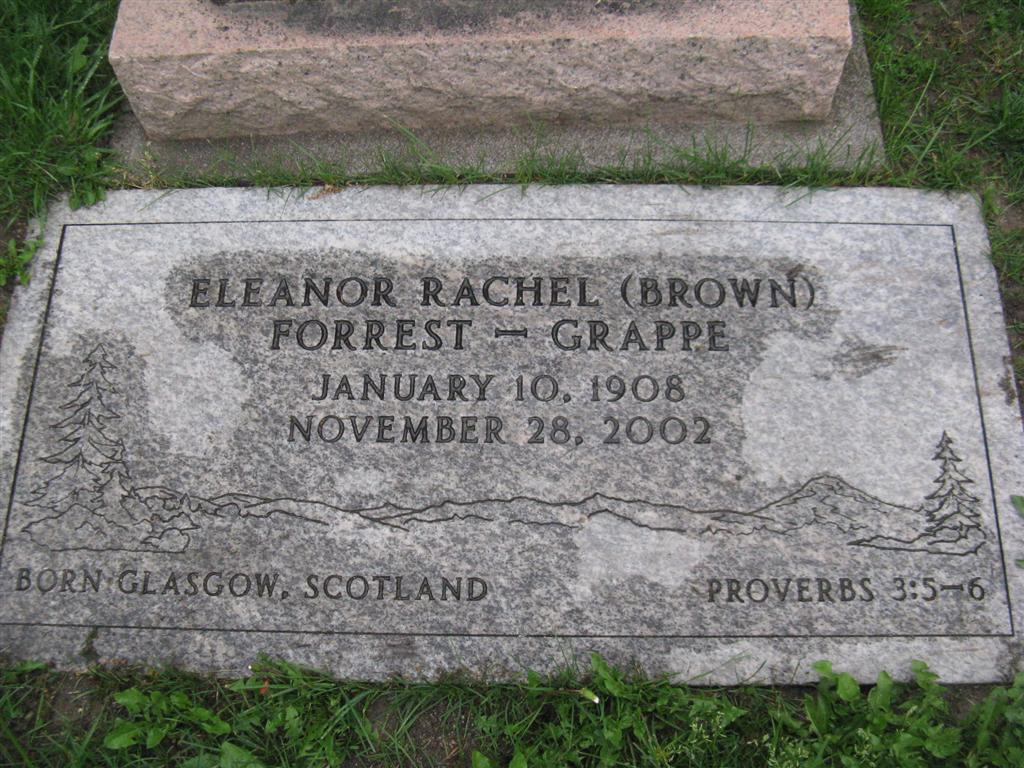 ELEANOR RACHEL (BROWN)
FORREST - GRAPPE
JANUARY 10, 1908
NOVEMBER 28, 2002
BORN GLASGOW, SCOTLAND
PROVERBS 3:5-6